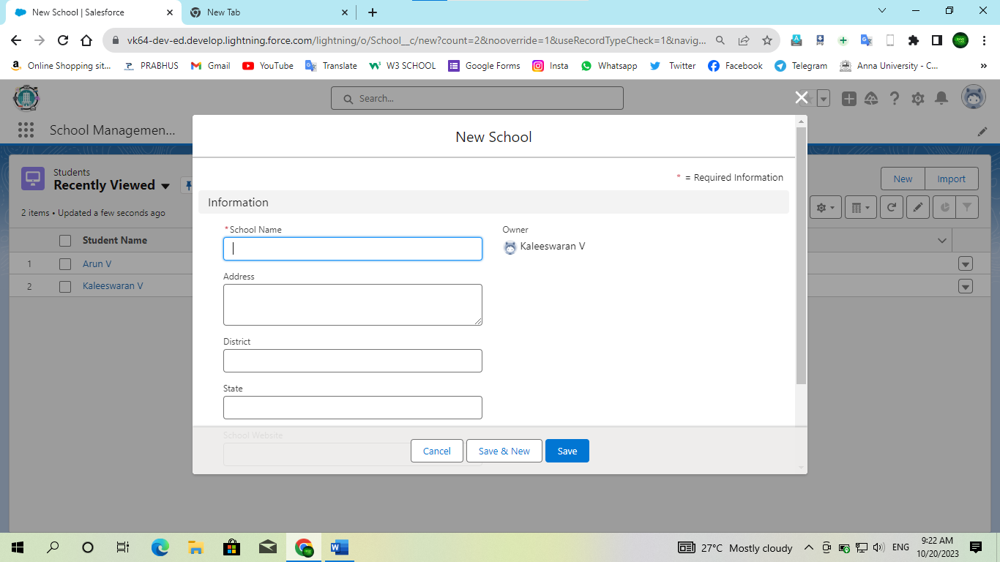 New School | Salesforce
New Tab
vk64-dev-ed.develop.lightning.force.com/lightning/o/School__c/new?count=2&nooverride=1&useRecordTypeCheck=1&navig...
Online Shopping sit...
PRABHUS
Gmail
YouTube
Translate
W3 SCHOOL
Google Forms
Insta
Whatsapp
Twitter
Facebook
Telegram
Anna University - C...
»
Search...
School Managemen...
New School
* = Required Information
Students
Recently Viewed
New
Import
2 items • Updated a few seconds ago
Information
Student Name
*School Name
Owner
Kaleeswaran V
1
Arun V
2
Kaleeswaran V
Address
District
State
School Website
Cancel
Save & New
Save
27°C Mostly cloudy
ENG
9:22 AM
10/20/2023